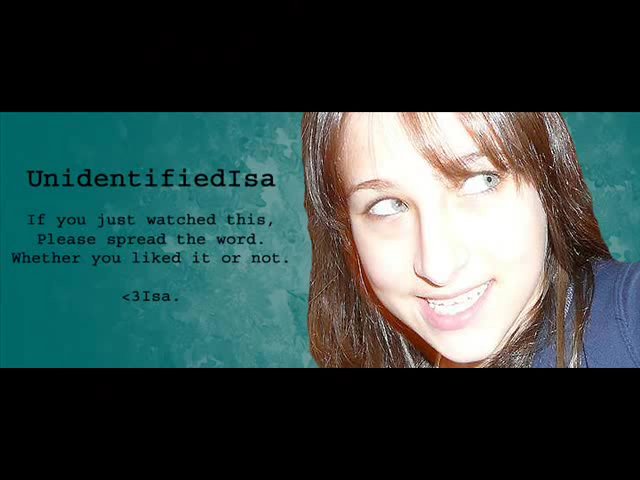 UnidentifiedIsa
If you just watched this,
Please spread the word.
Whether you liked it or not.
<3Isa.